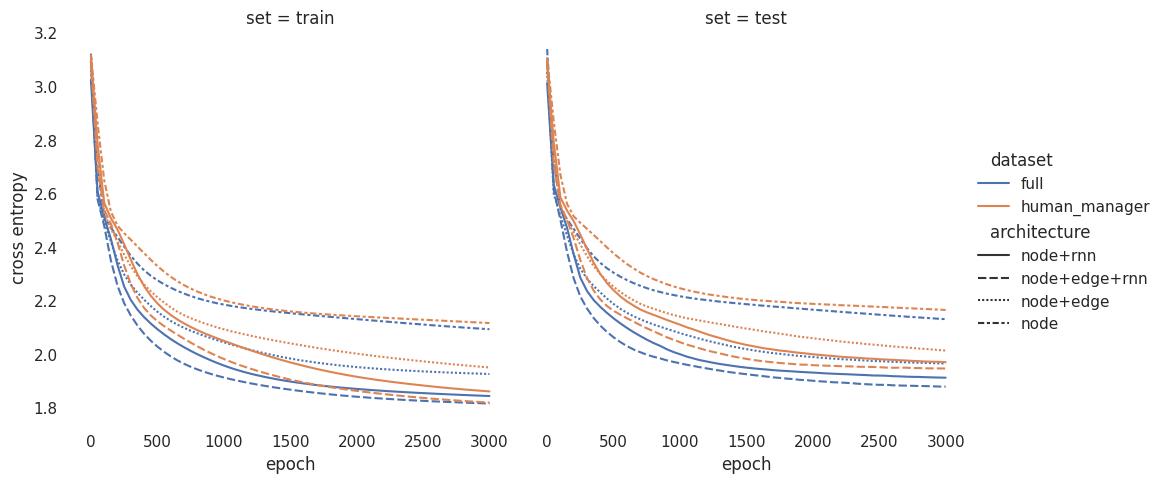 set = train
set = test
3.2
3.0
2.8
2.6
2.4
2.2
2.0
1.8
cross entropy
0 500 1000 1500 2000 2500 3000
0 500 1000 1500 2000 2500 3000
epoch
epoch
dataset
full
human_manager
architecture
node+rnn
node+edge+rnn
node+edge
node